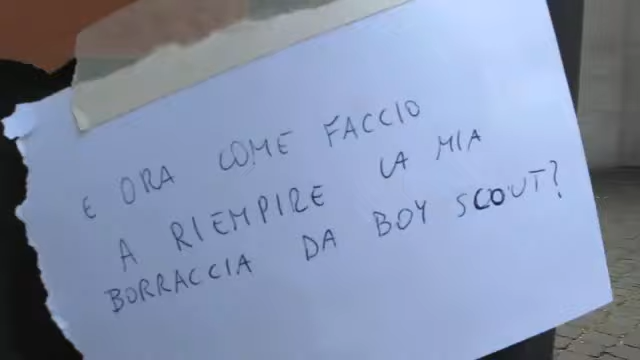 E ORA COME FACCIO
A RIEMPIRE LA MIA
BORRACCIA DA BOY SCOUT?